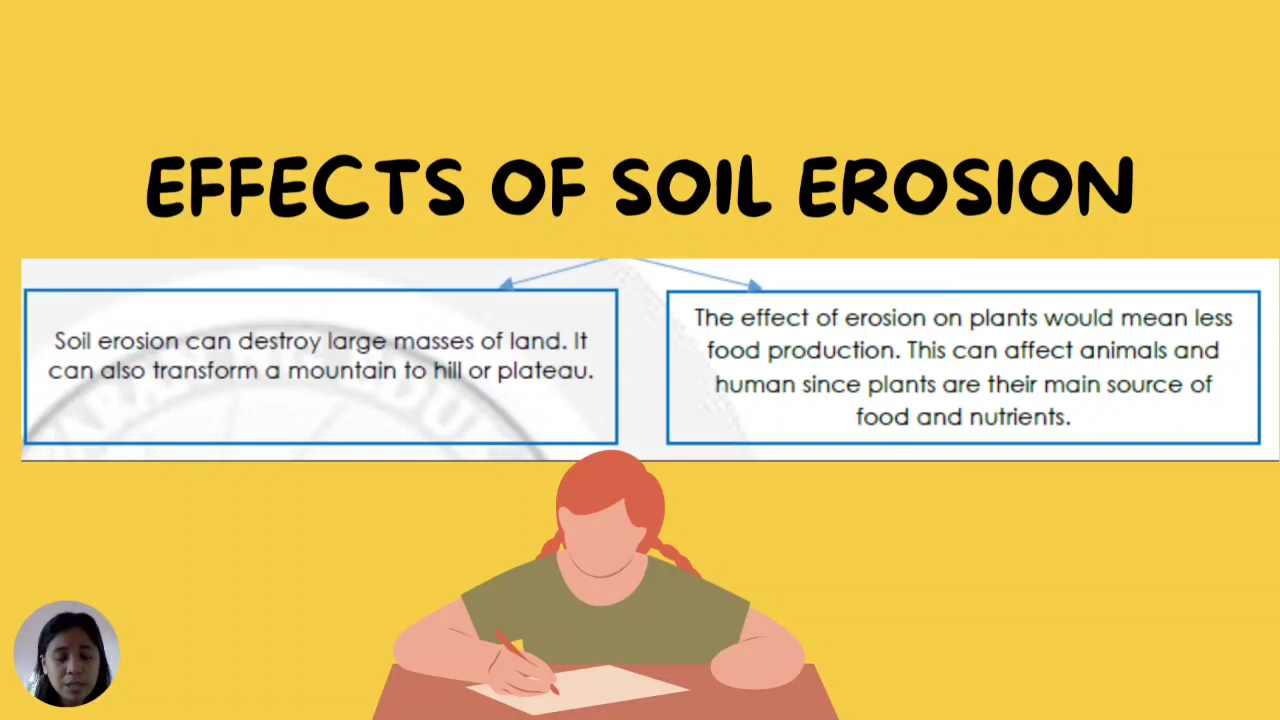 EFFECTS OF SOIL EROSION
Soil erosion can destroy large masses of land. It
can also transform a mountain to hill or plateau.
The effect of erosion on plants would mean less
food production. This can affect animals and
human since plants are their main source of
food and nutrients.